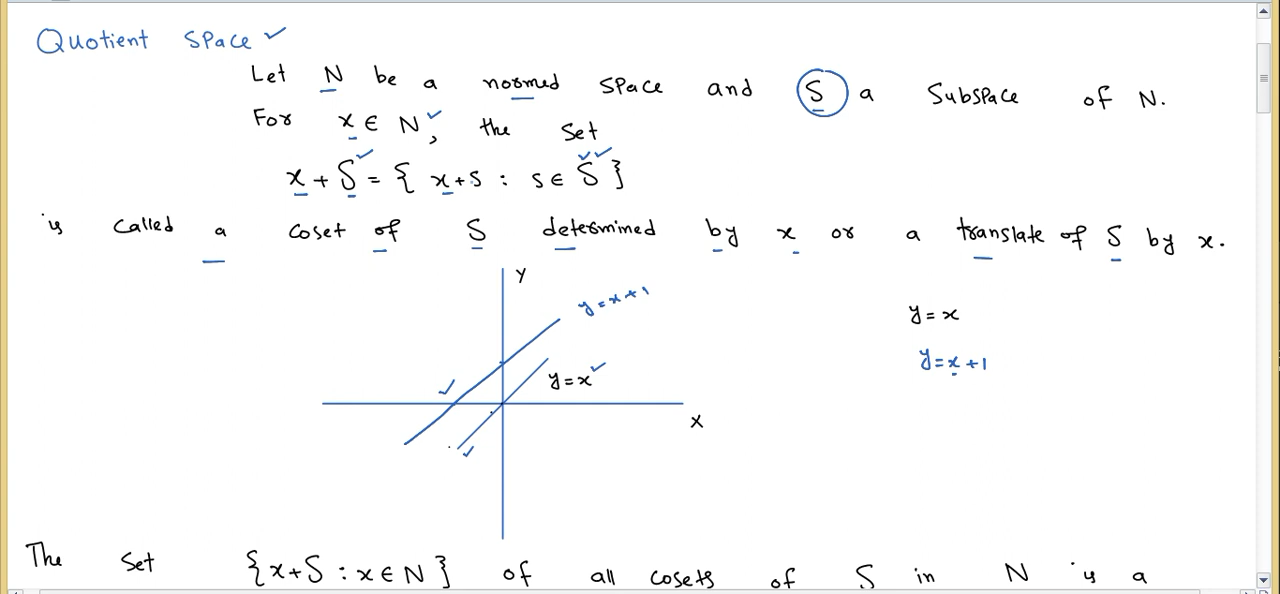 Quotient Space ✓
Let N be a normed space and S a Subspace of N.
For x ∈ N, the set
x + S = { x+s : s ∈ S }
is called a coset of S determined by x or a translate of S by x.
Y
y = x+1
y = x
y = x+1
y = x
X
The set {x+S : x ∈ N} of all cosets of S in N is a